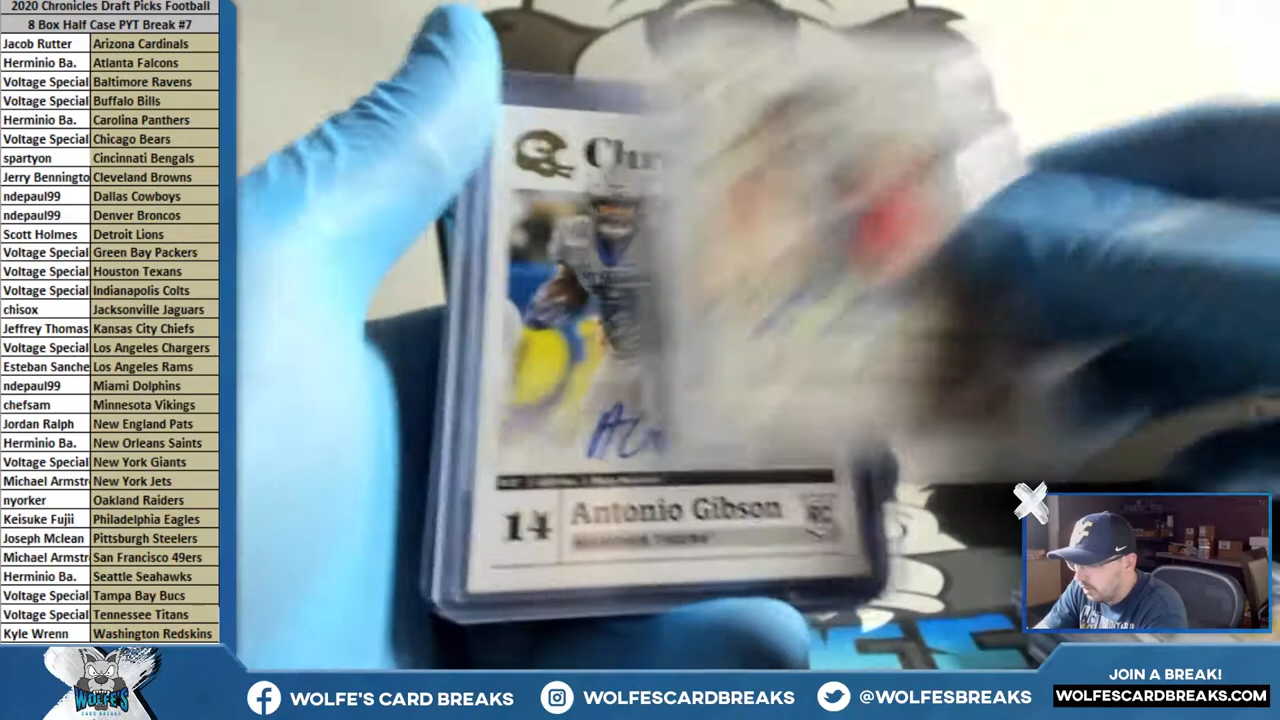 2020 Chronicles Draft Picks Football
8 Box Half Case PYT Break #7
Jacob Rutter Arizona Cardinals
Herminio Ba. Atlanta Falcons
Voltage Special Baltimore Ravens
Voltage Special Buffalo Bills
Herminio Ba. Carolina Panthers
Voltage Special Chicago Bears
spartyon Cincinnati Bengals
Jerry Benningto Cleveland Browns
ndepaul99 Dallas Cowboys
ndepaul99 Denver Broncos
Scott Holmes Detroit Lions
Voltage Special Green Bay Packers
Voltage Special Houston Texans
Voltage Special Indianapolis Colts
chisox Jacksonville Jaguars
Jeffrey Thomas Kansas City Chiefs
Voltage Special Los Angeles Chargers
Esteban Sanche Los Angeles Rams
ndepaul99 Miami Dolphins
chefsam Minnesota Vikings
Jordan Ralph New England Pats
Herminio Ba. New Orleans Saints
Voltage Special New York Giants
Michael Armstr New York Jets
nyorker Oakland Raiders
Keisuke Fujii Philadelphia Eagles
Joseph Mclean Pittsburgh Steelers
Michael Armstr San Francisco 49ers
Herminio Ba. Seattle Seahawks
Voltage Special Tampa Bay Bucs
Voltage Special Tennessee Titans
Kyle Wrenn Washington Redskins
Chr
14 Antonio Gibson
WOLFE'S
CARD BREAKS
WOLFE'S CARD BREAKS
WOLFESCARDBREAKS
@WOLFESBREAKS
JOIN A BREAK!
WOLFESCARDBREAKS.COM